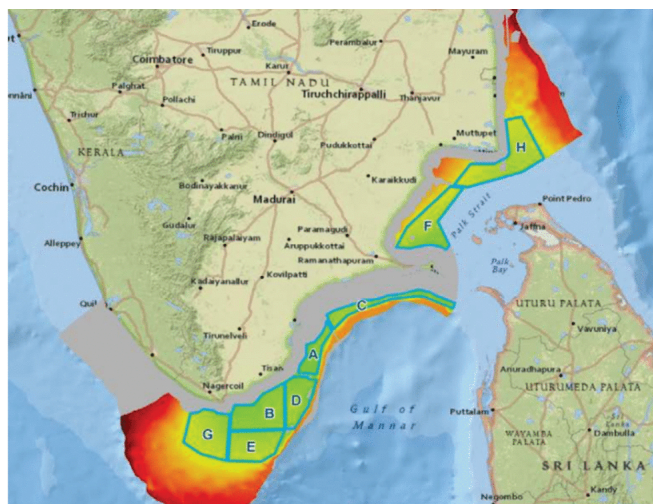 Erode
Perambalur
Mayuram
Tiruppur
Coimbatore
Karur
TAMIL NADU
Palghat
Tiruchchirappalli
Thanjavur
Pollachi
Trichur
Palni
Dindigul
Pudukkottai
Muttupet
H
KERALA
Karaikkudi
Bodinayakkanur
Cochin
Madurai
F
Palk Strait
Point Pedro
Gudalur
Paramagudi
Jaffna
Alleppey
Rajapalaiyam
Aruppukkottai
Ramanathapuram
Palk
Bay
Kadaiyanallur
Kovilpatti
C
UTURU PALATA
Tirunelveli
Vavuniya
A
Tisan
Anuradhapura
Nagercoil
UTURUMEDA PALATA
D
B
Gulf of
Mannar
Puttalam
G
E
WAYAMBA
PALATA
Dambulla
SRI LANKA
Negombo
Kandy